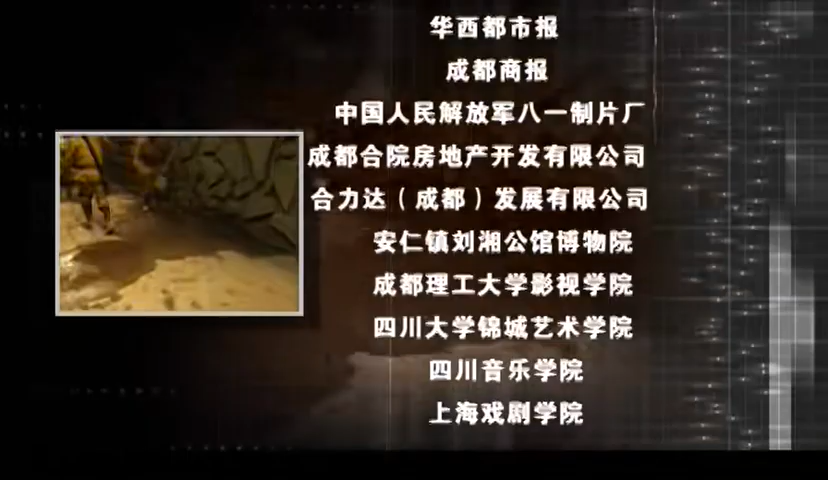 华西都市报
成都商报
中国人民解放军八一制片厂
成都合院房地产开发有限公司
合力达（成都）发展有限公司
安仁镇刘湘公馆博物院
成都理工大学影视学院
四川大学锦城艺术学院
四川音乐学院
上海戏剧学院